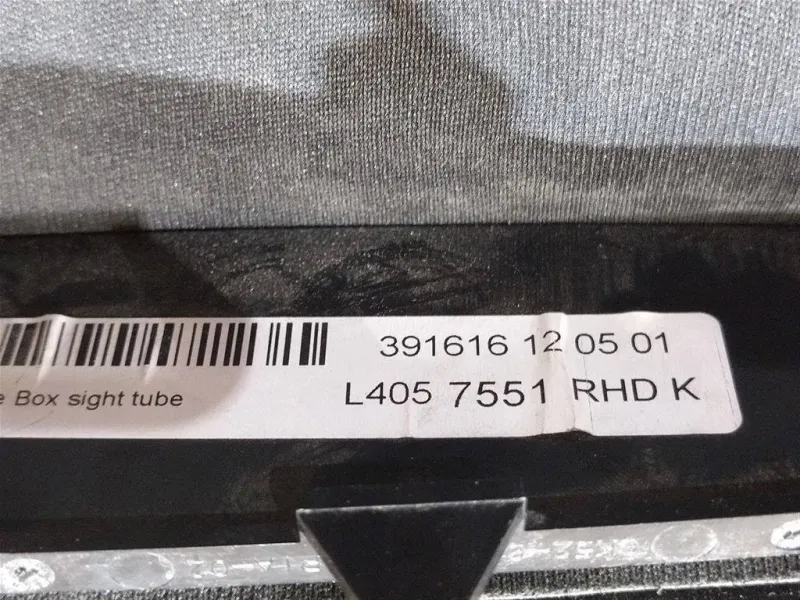 391616 12 05 01
e Box sight tube
L405 7551 RHD K